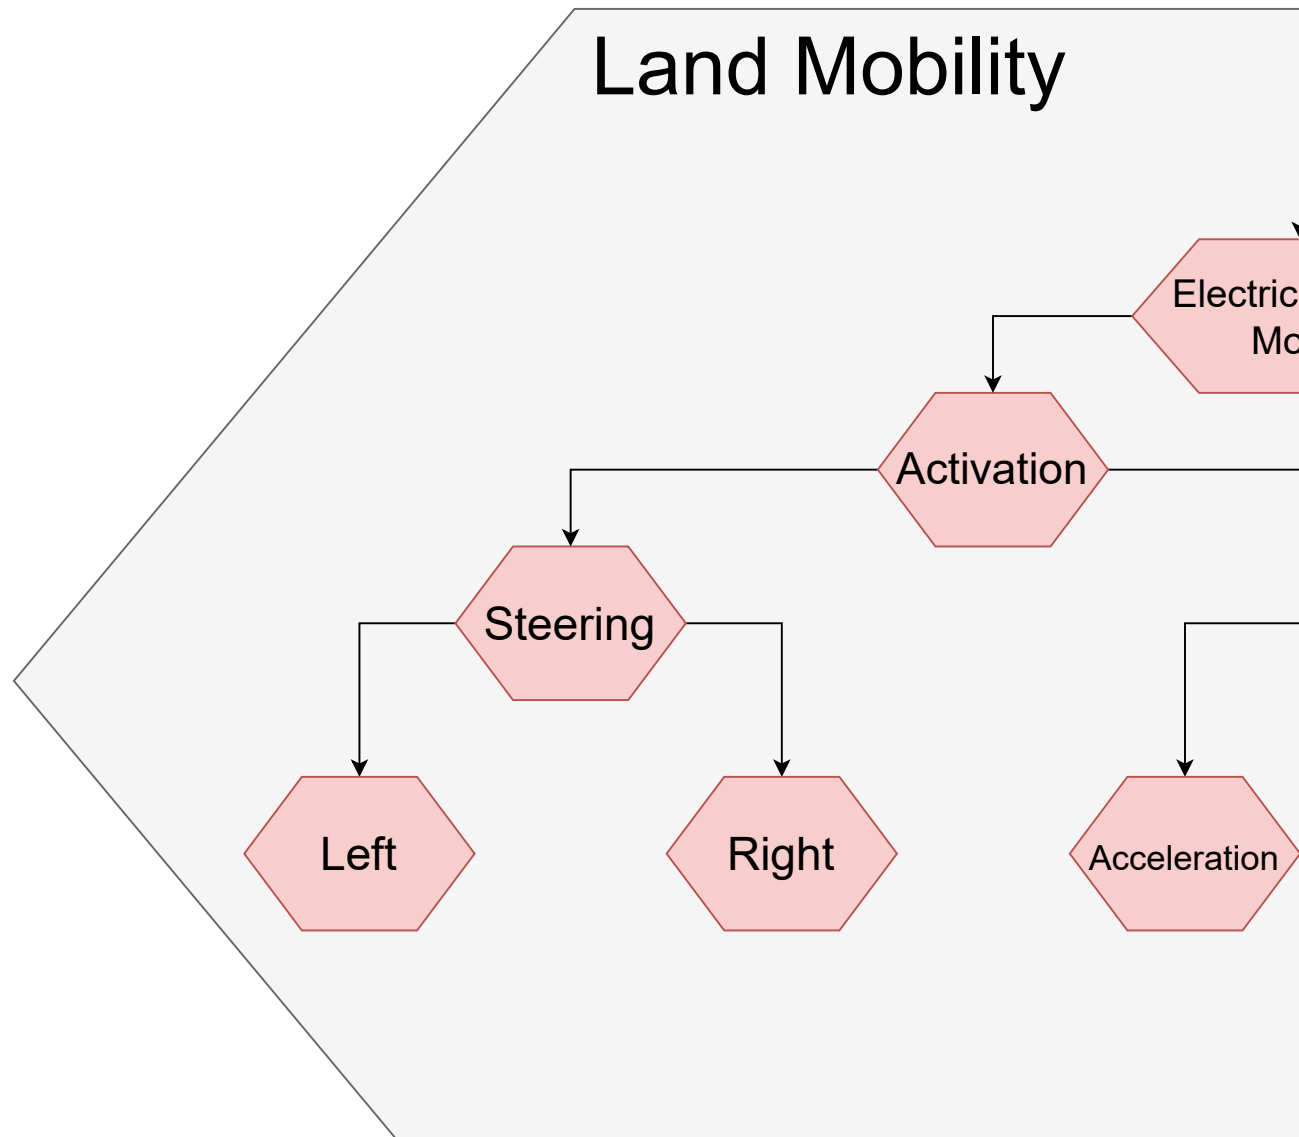 Land Mobility
Electric
Activation
Steering
Left
Right
Acceleration